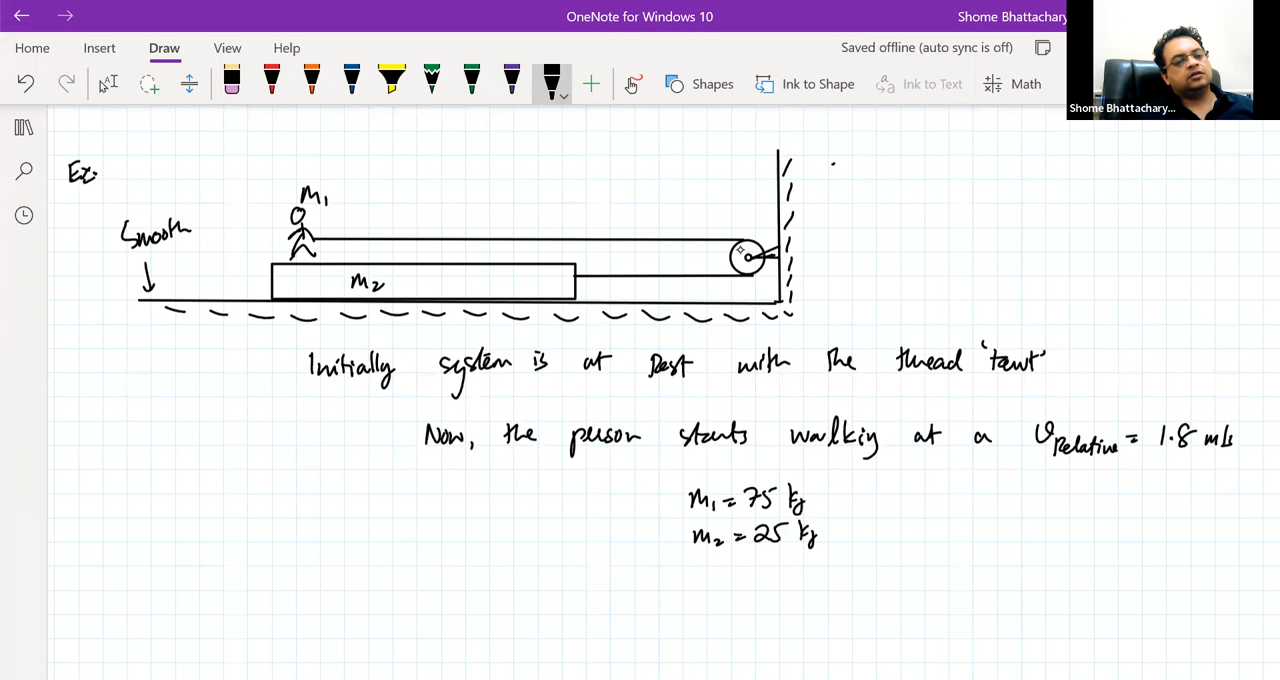 OneNote for Windows 10
Shome Bhattachary
Home Insert Draw View Help
Saved offline (auto sync is off)
Shapes Ink to Shape Ink to Text Math
Shome Bhattachary...
Ex:
M₁
Smooth
M₂
Initially system is at Rest with the thread 'taut'
Now, the person starts walkig at a v Relative = 1.8 m/s
m₁ = 75 kg
m₂ = 25 kg